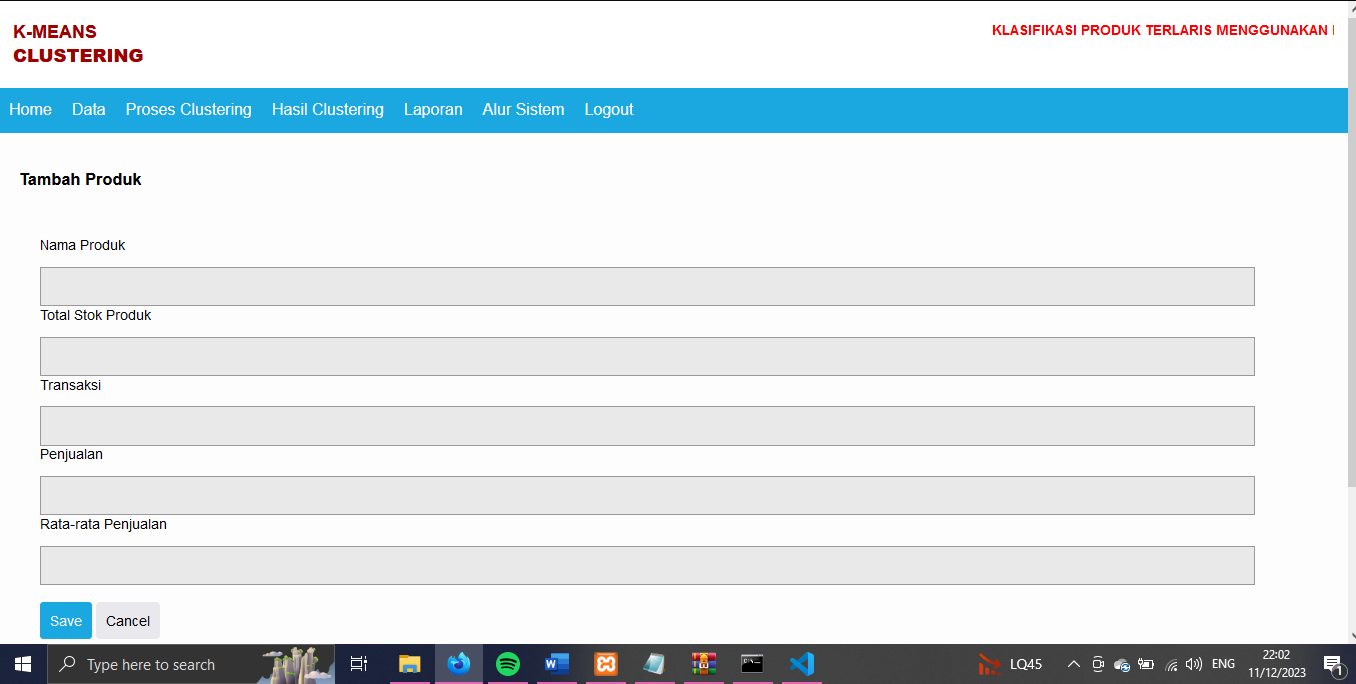 K-MEANS
CLUSTERING
KLASIFIKASI PRODUK TERLARIS MENGGUNAKAN
Home Data Proses Clustering Hasil Clustering Laporan Alur Sistem Logout
Tambah Produk
Nama Produk
Total Stok Produk
Transaksi
Penjualan
Rata-rata Penjualan
Save Cancel
Type here to search
LQ45
ENG
22:02
11/12/2023
1